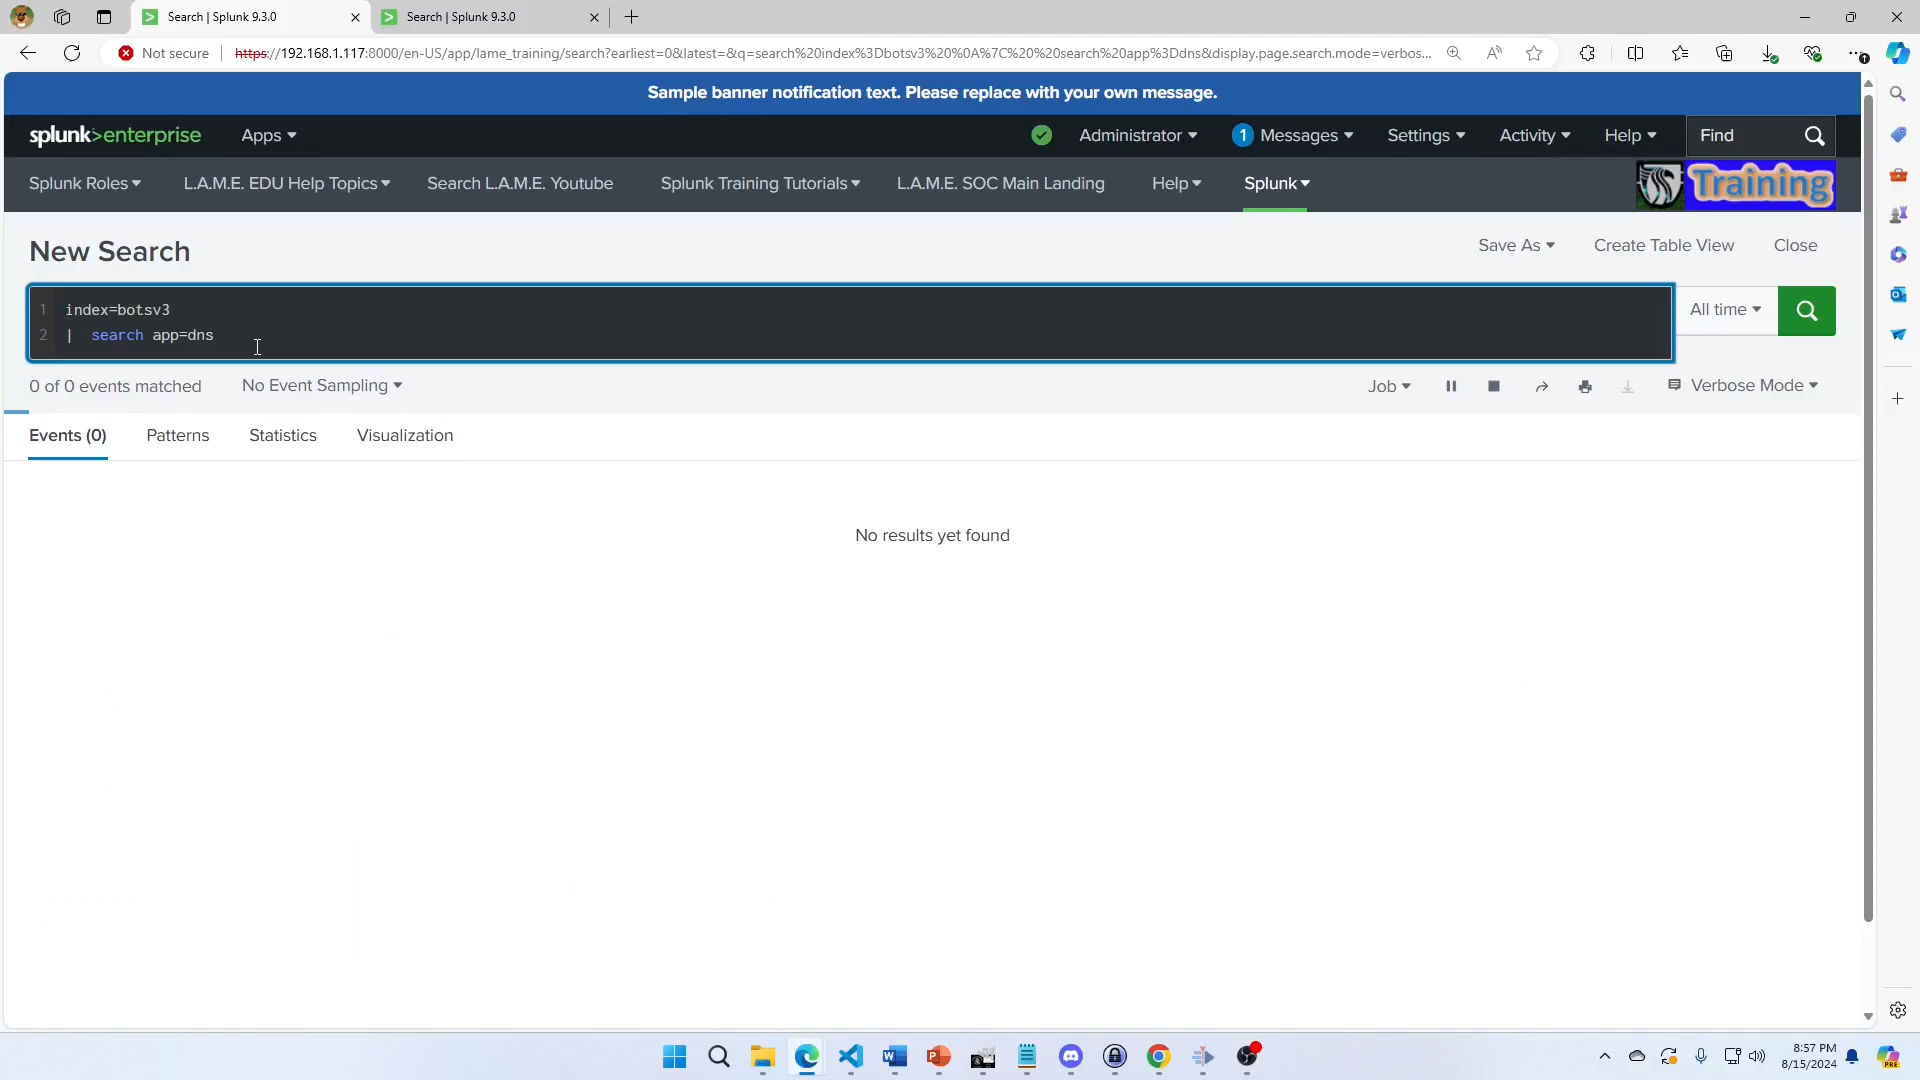 Search | Splunk 9.3.0
Search | Splunk 9.3.0
Not secure
https://192.168.1.117:8000/en-US/app/lame_training/search?earliest=0&latest=&q=search%20index%3Dbotsv3%20%0A%7C%20%20search%20app%3Ddns&display.page.search.mode=verbos...
Sample banner notification text. Please replace with your own message.
splunk>enterprise
Apps
Administrator
1 Messages
Settings
Activity
Help
Find
Splunk Roles
L.A.M.E. EDU Help Topics
Search L.A.M.E. Youtube
Splunk Training Tutorials
L.A.M.E. SOC Main Landing
Help
Splunk
Training
New Search
Save As
Create Table View
Close
1 index=botsv3
2 |  search app=dns
All time
0 of 0 events matched
No Event Sampling
Job
Verbose Mode
Events (0)
Patterns
Statistics
Visualization
No results yet found
8:57 PM
8/15/2024